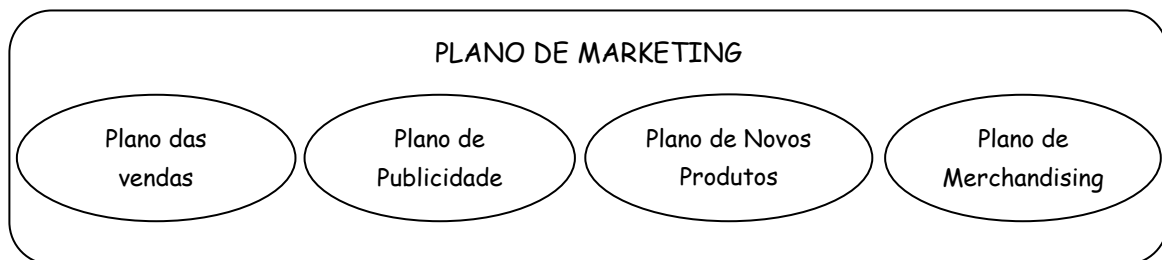 PLANO DE MARKETING
Plano das
vendas
Plano de
Publicidade
Plano de Novos
Produtos
Plano de
Merchandising